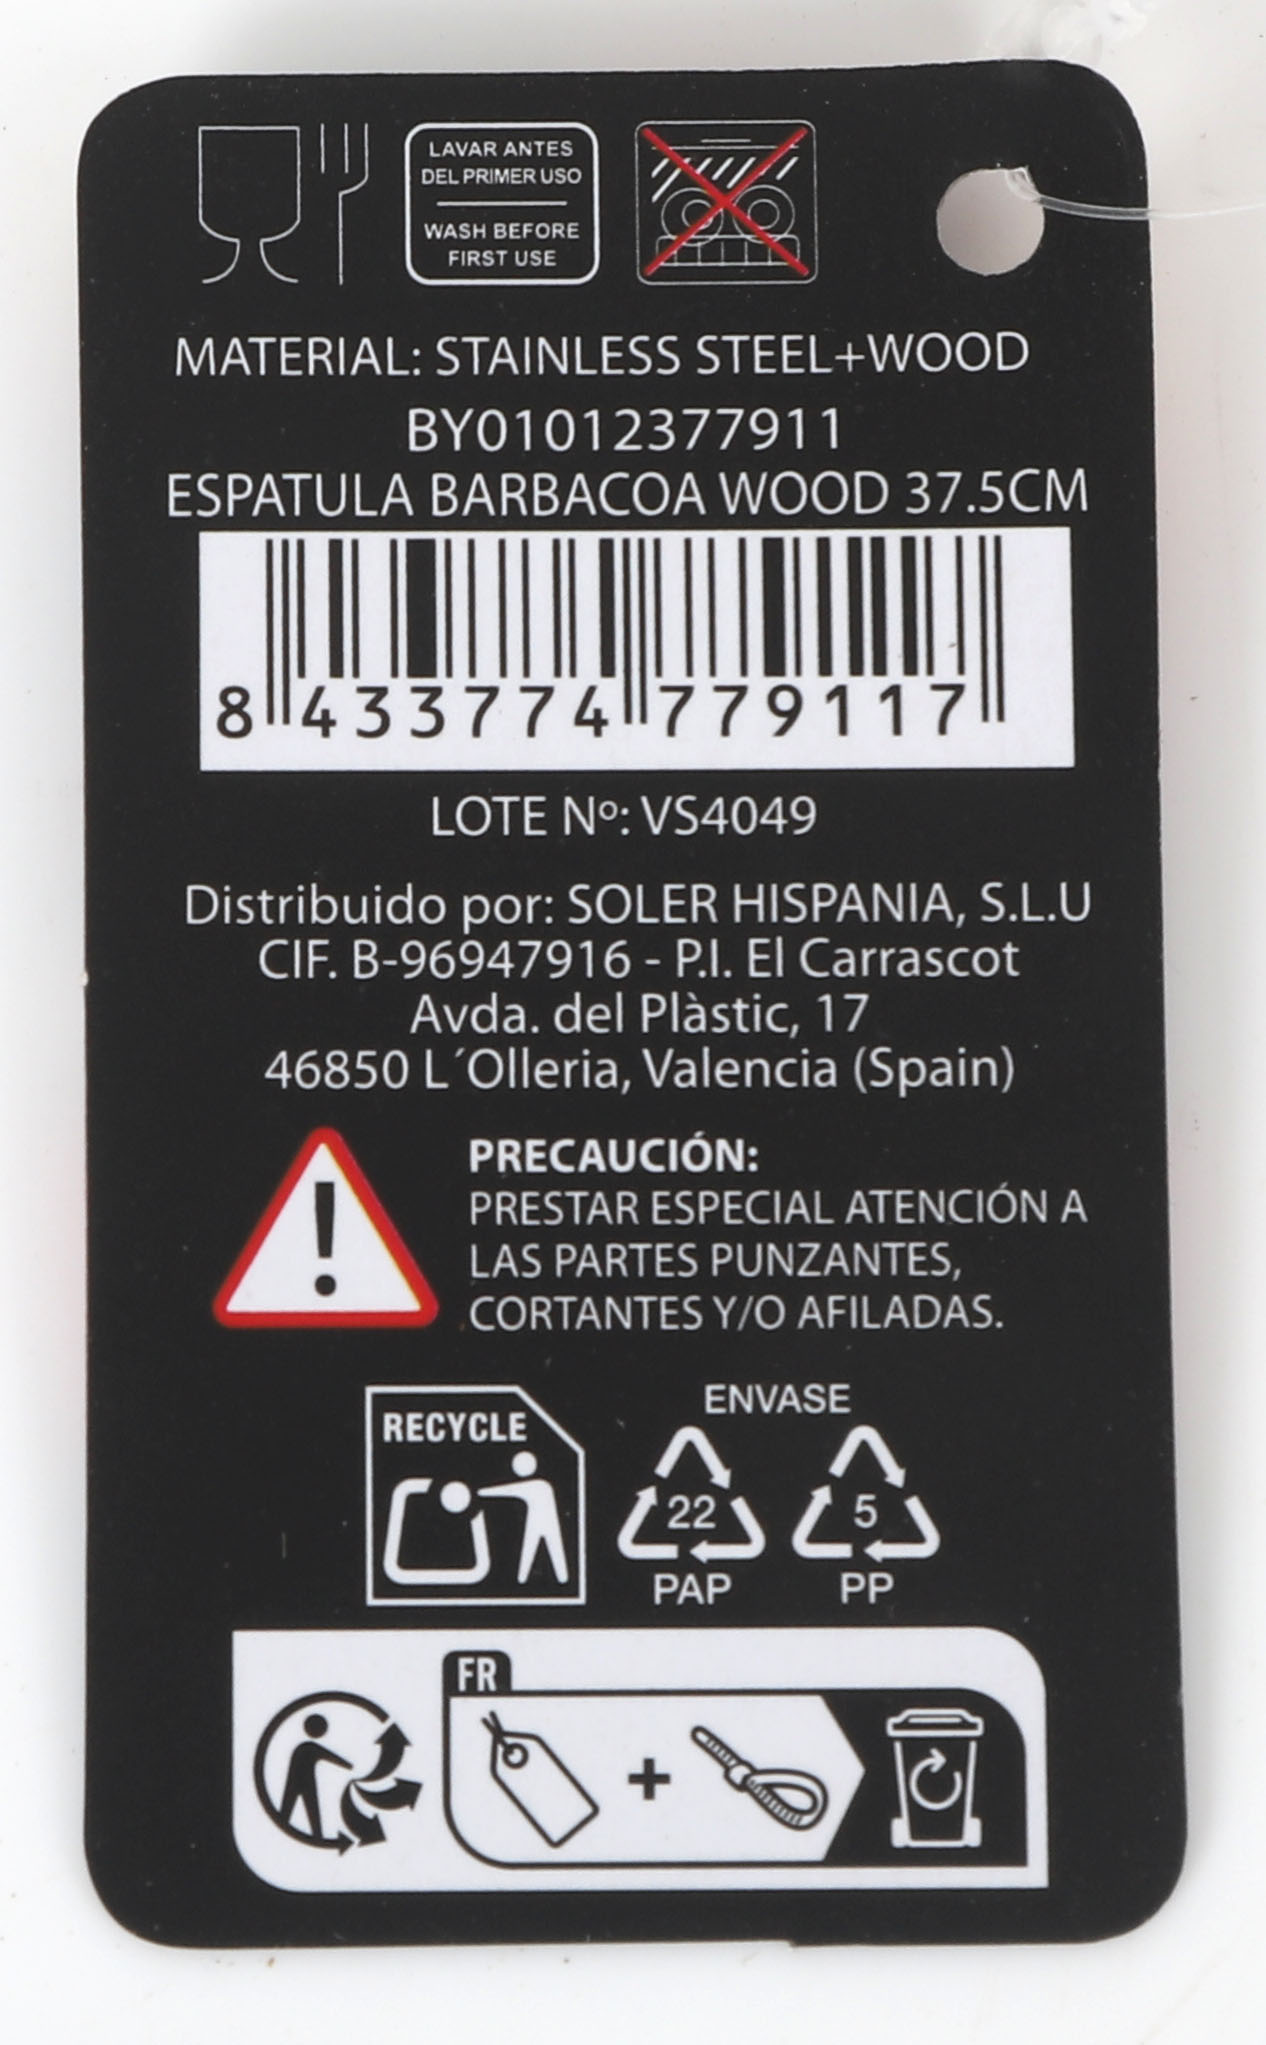 LAVAR ANTES
DEL PRIMER USO
WASH BEFORE
FIRST USE
MATERIAL: STAINLESS STEEL+WOOD
BY01012377911
ESPATULA BARBACOA WOOD 37.5CM
8 433774 779117
LOTE Nº: VS4049
Distribuido por: SOLER HISPANIA, S.L.U
CIF. B-96947916 - P.I. El Carrascot
Avda. del Plàstic, 17
46850 L´Olleria, Valencia (Spain)
PRECAUCIÓN:
PRESTAR ESPECIAL ATENCIÓN A
LAS PARTES PUNZANTES,
CORTANTES Y/O AFILADAS.
RECYCLE
ENVASE
22 5
PAP PP
FR